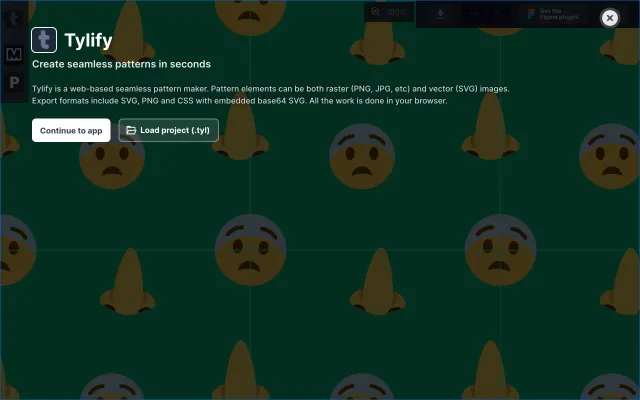 100%
Get the
Figma plugin!
Tylify
Create seamless patterns in seconds
P
Tylify is a web-based seamless pattern maker. Pattern elements can be both raster (PNG, JPG, etc) and vector (SVG) images.
Export formats include SVG, PNG and CSS with embedded base64 SVG. All the work is done in your browser.
Continue to app
Load project (.tyl)